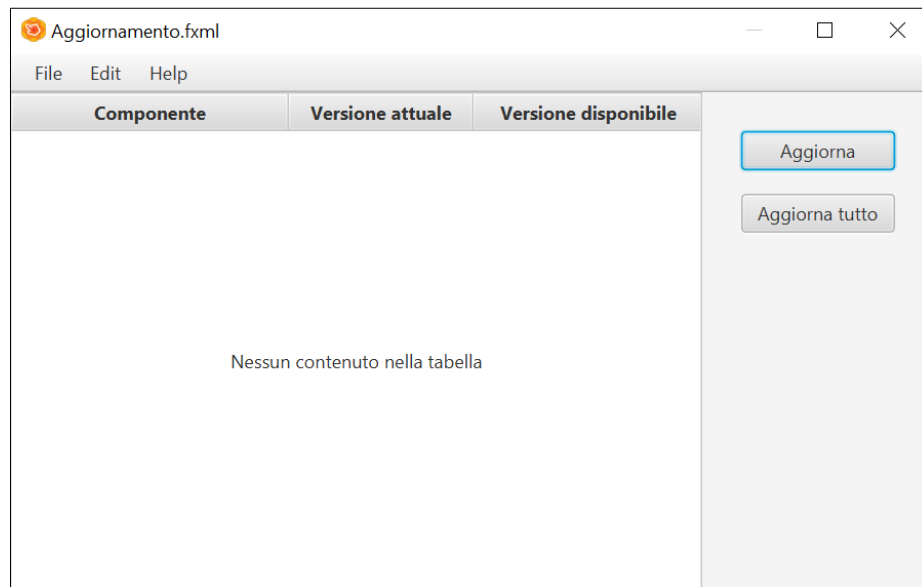 Aggiornamento.fxml
File Edit Help
Componente Versione attuale Versione disponibile
Aggiorna
Aggiorna tutto
Nessun contenuto nella tabella